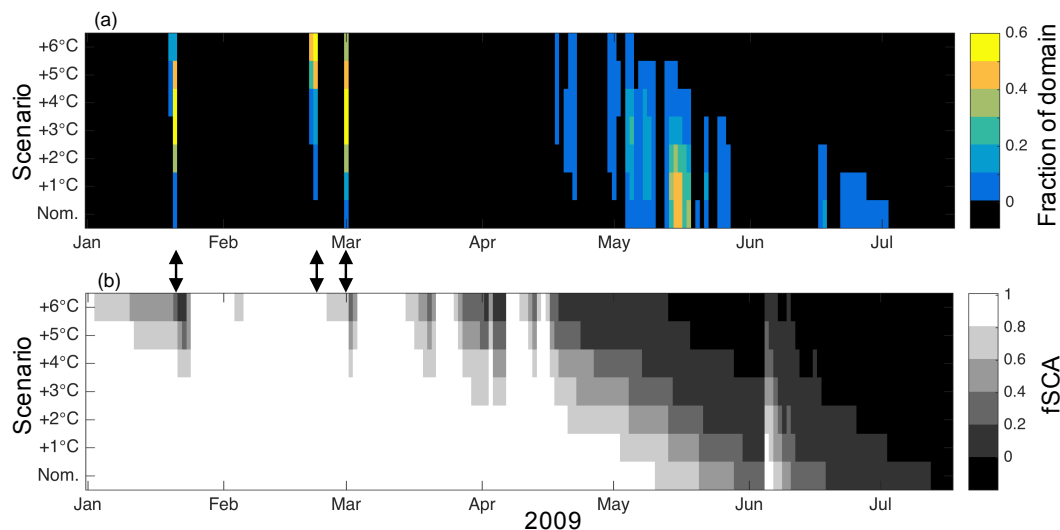 (a)
Scenario
+6°C
+5°C
+4°C
+3°C
+2°C
+1°C
Nom.
Jan Feb Mar Apr May Jun Jul
0.6
0.4
0.2
0
Fraction of domain
(b)
Scenario
+6°C
+5°C
+4°C
+3°C
+2°C
+1°C
Nom.
Jan Feb Mar Apr May Jun Jul
2009
1
0.8
0.6
0.4
0.2
0
fSCA